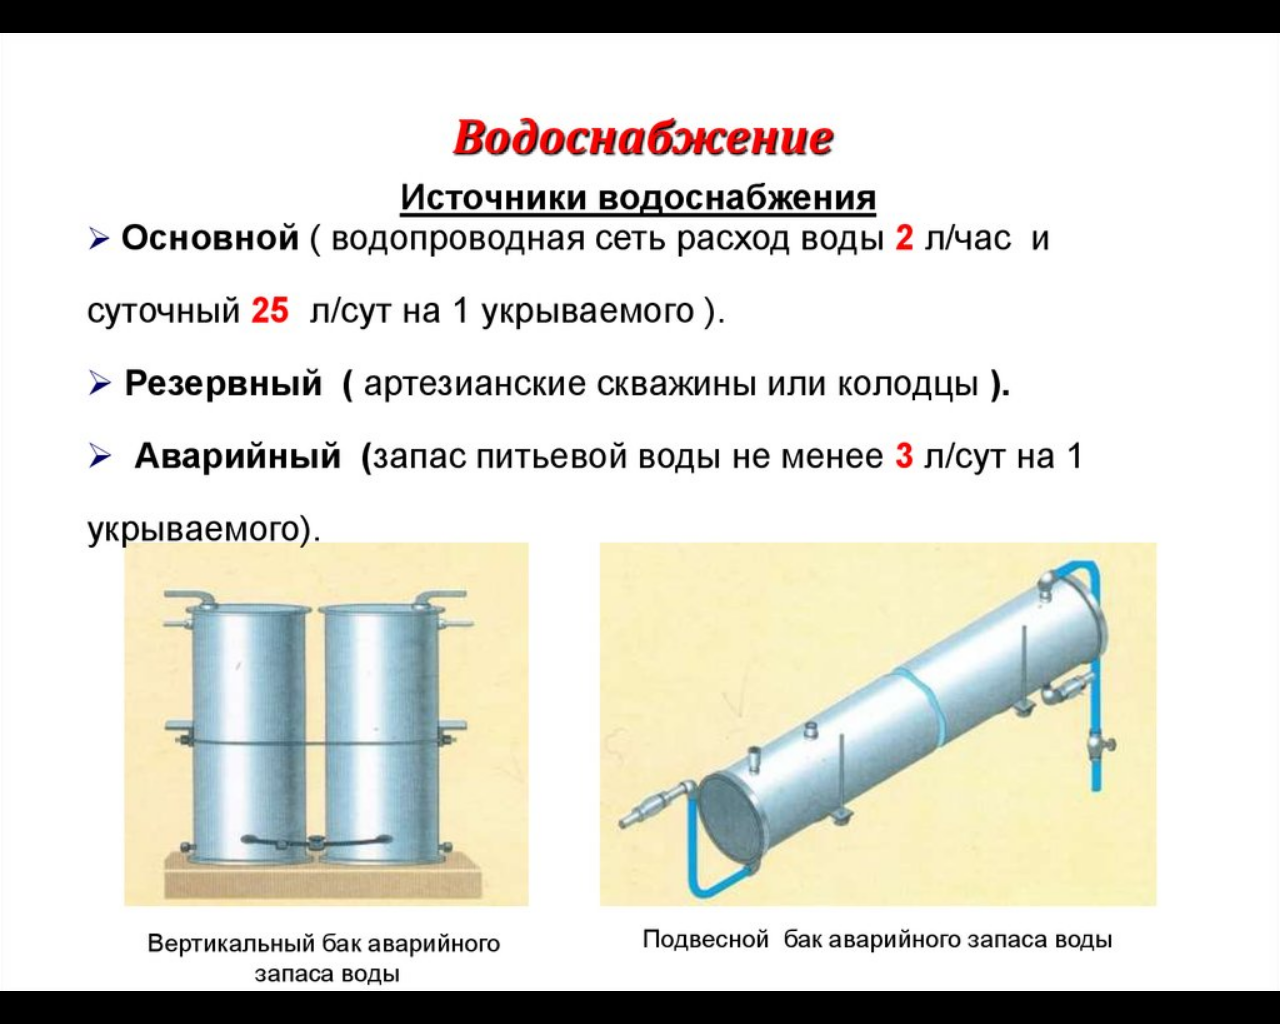 Водоснабжение
Источники водоснабжения
➢ Основной ( водопроводная сеть расход воды 2 л/час и
суточный 25 л/сут на 1 укрываемого ).
➢ Резервный ( артезианские скважины или колодцы ).
➢ Аварийный (запас питьевой воды не менее 3 л/сут на 1
укрываемого).
Вертикальный бак аварийного
запаса воды
Подвесной бак аварийного запаса воды